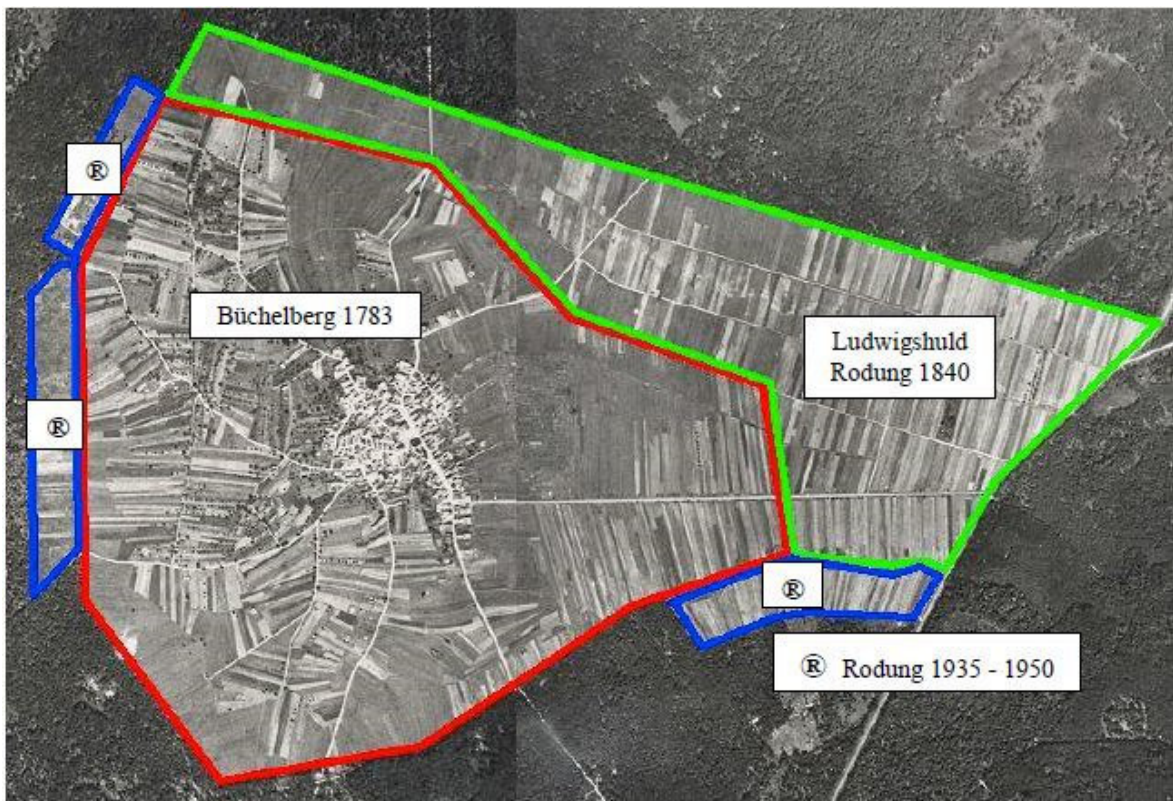 ®
Büchelberg 1783
Ludwigshuld
Rodung 1840
®
®
® Rodung 1935 - 1950